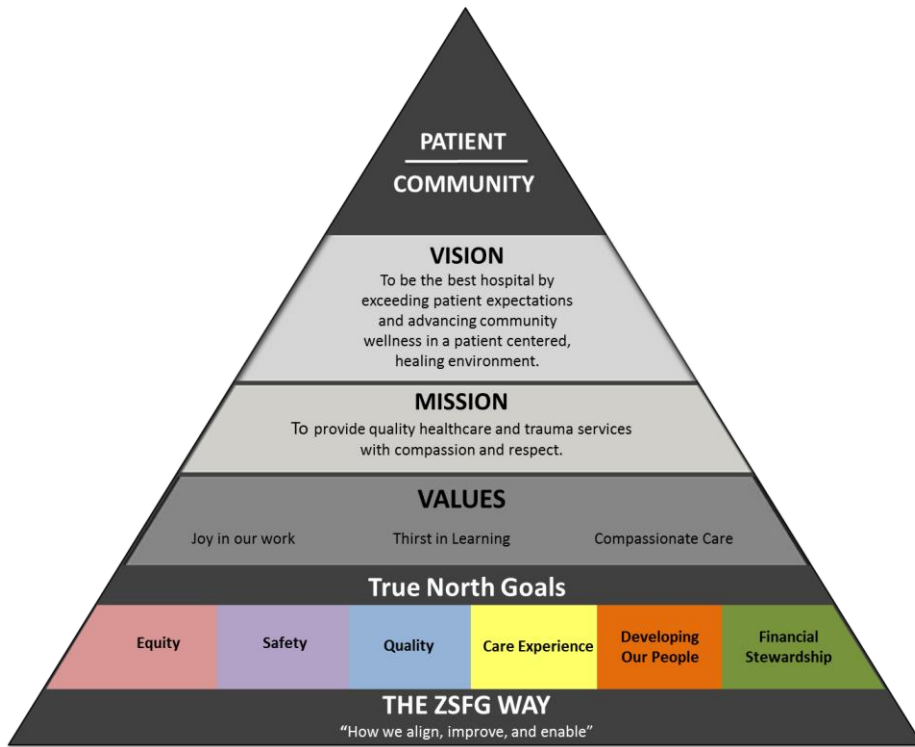 PATIENT
COMMUNITY
VISION
To be the best hospital by
exceeding patient expectations
and advancing community
wellness in a patient centered,
healing environment.
MISSION
To provide quality healthcare and trauma services
with compassion and respect.
VALUES
Joy in our work Thirst in Learning Compassionate Care
True North Goals
Equity Safety Quality Care Experience Developing Our People Financial Stewardship
THE ZSFG WAY
“How we align, improve, and enable”